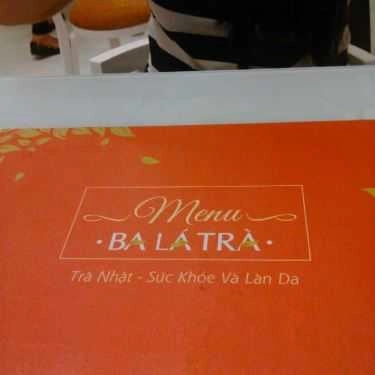 Menu
• BA LÁ TRÀ •
Trà Nhật - Sức Khỏe Và Làn Da